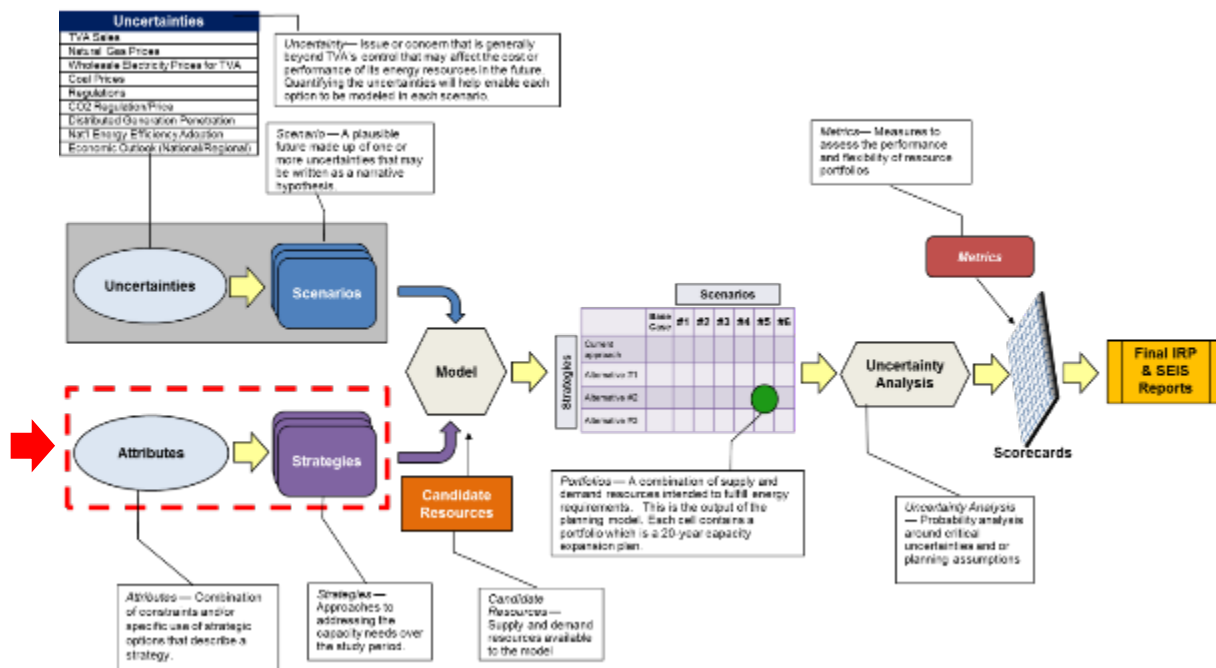 Uncertainties
TVA Sales
Natural Gas Prices
Wholesale Electricity Prices for TVA
Coal Prices
Regulations
CO2 Regulation/Price
Distributed Generation Penetration
Nat'l Energy Efficiency Adoption
Economic Outlook (National/Regional)
Uncertainty — Issue or concern that is generally
beyond TVA's control that may affect the cost or
performance of its energy resources in the future.
Quantifying the uncertainties will help enable each
option to be modeled in each scenario.
Scenario — A plausible
future made up of one or
more uncertainties that may
be written as a narrative
hypothesis.
Metrics — Measures to
assess the performance
and flexibility of resource
portfolios
Uncertainties
Scenarios
Metrics
Scenarios
Base
Case
#1
#2
#3
#4
#5
#6
Strategies
Current
approach
Alternative #1
Alternative #2
Alternative #3
Model
Uncertainty
Analysis
Final IRP
& SEIS
Reports
Scorecards
Attributes
Strategies
Candidate
Resources
Portfolios — A combination of supply and
demand resources intended to fulfill energy
requirements. This is the output of the
planning model. Each cell contains a
portfolio which is a 20-year capacity
expansion plan.
Uncertainty Analysis
— Probability analysis
around critical
uncertainties and or
planning assumptions
Attributes — Combination
of constraints and/or
specific use of strategic
options that describe a
strategy.
Strategies —
Approaches to
addressing the
capacity needs over
the study period.
Candidate
Resources —
Supply and demand
resources available
to the model